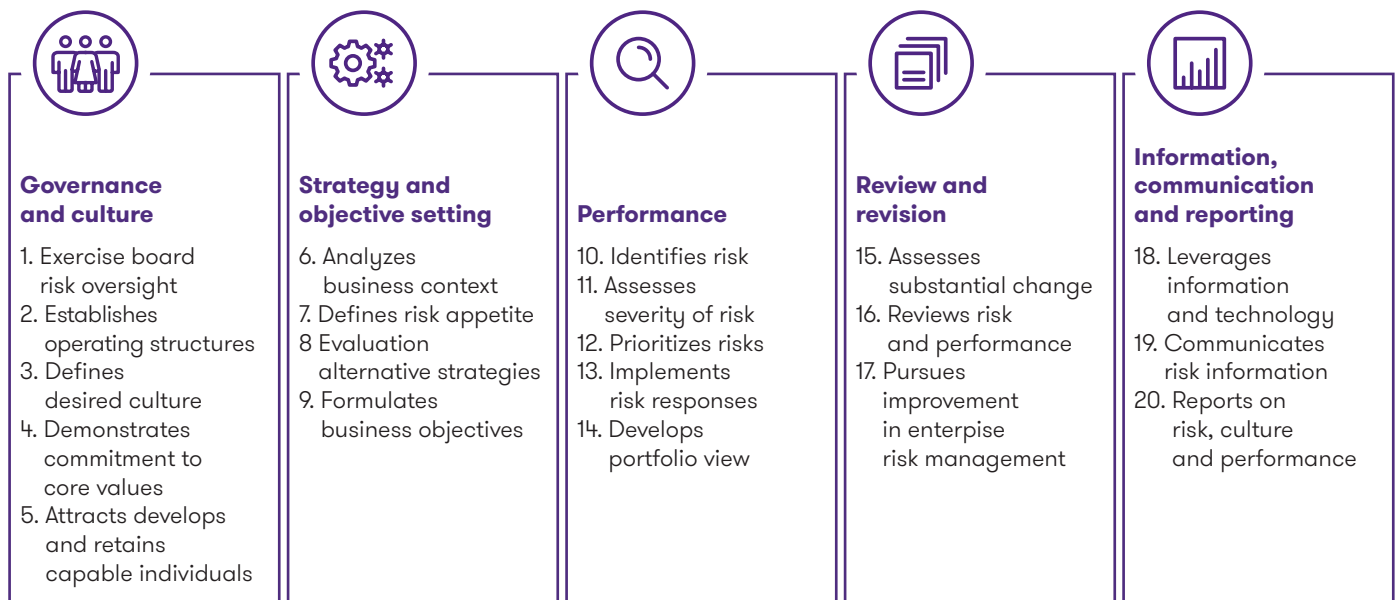 Governance
and culture
1. Exercise board
risk oversight
2. Establishes
operating structures
3. Defines
desired culture
4. Demonstrates
commitment to
core values
5. Attracts develops
and retains
capable individuals
Strategy and
objective setting
6. Analyzes
business context
7. Defines risk appetite
8 Evaluation
alternative strategies
9. Formulates
business objectives
Performance
10. Identifies risk
11. Assesses
severity of risk
12. Prioritizes risks
13. Implements
risk responses
14. Develops
portfolio view
Review and
revision
15. Assesses
substantial change
16. Reviews risk
and performance
17. Pursues
improvement
in enterpise
risk management
Information,
communication
and reporting
18. Leverages
information
and technology
19. Communicates
risk information
20. Reports on
risk, culture
and performance